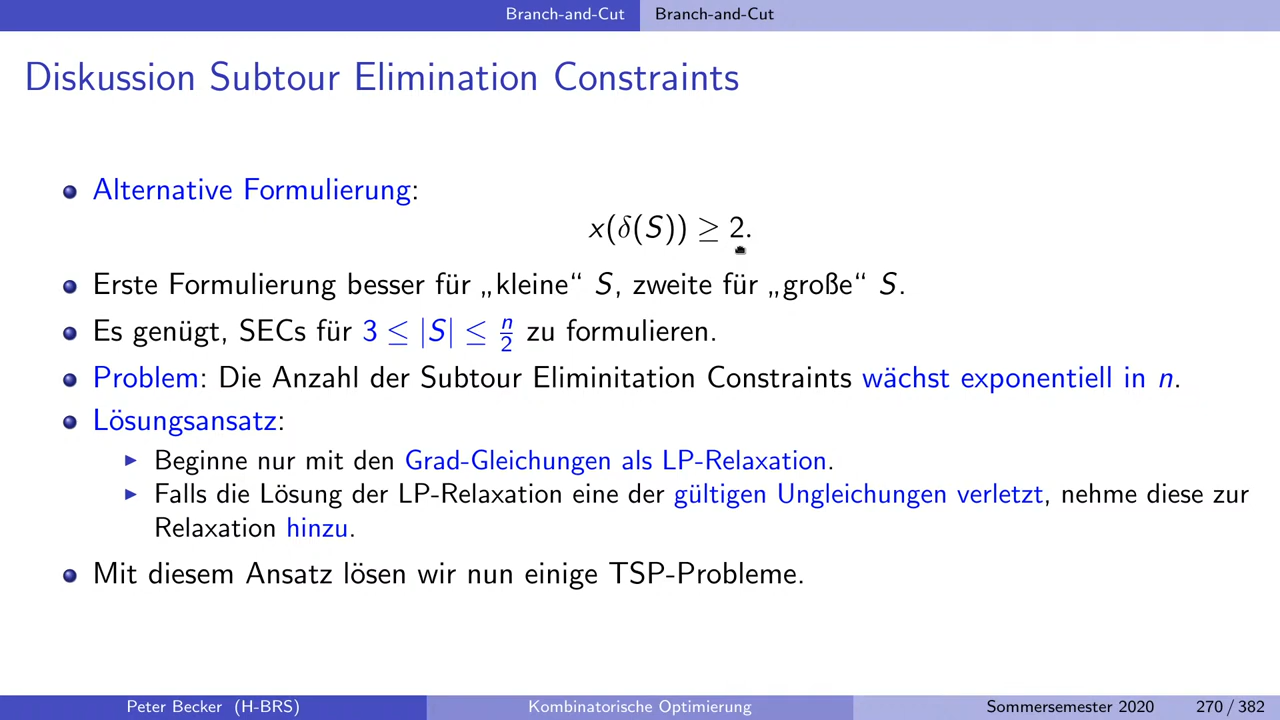 Branch-and-Cut Branch-and-Cut
Diskussion Subtour Elimination Constraints
Alternative Formulierung:
x(δ(S)) ≥ 2.
Erste Formulierung besser für „kleine“ S, zweite für „große“ S.
Es genügt, SECs für 3 ≤ |S| ≤ n/2 zu formulieren.
Problem: Die Anzahl der Subtour Eliminitation Constraints wächst exponentiell in n.
Lösungsansatz:
Beginne nur mit den Grad-Gleichungen als LP-Relaxation.
Falls die Lösung der LP-Relaxation eine der gültigen Ungleichungen verletzt, nehme diese zur
Relaxation hinzu.
Mit diesem Ansatz lösen wir nun einige TSP-Probleme.
Peter Becker (H-BRS) Kombinatorische Optimierung Sommersemester 2020 270 / 382